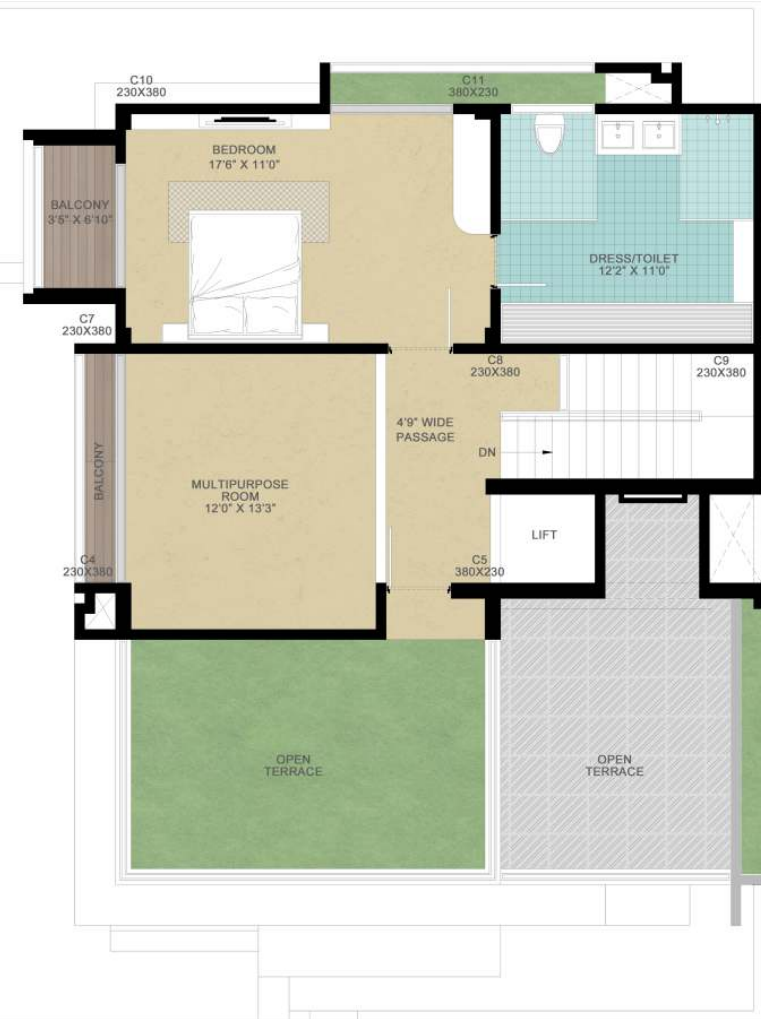 C10
230X380
C11
380X230
BEDROOM
17'6" X 11'0"
BALCONY
3'5" X 6'10"
DRESS/TOILET
12'2" X 11'0"
C7
230X380
C8
230X380
C9
230X380
4'9" WIDE
PASSAGE
DN
BALCONY
MULTIPURPOSE
ROOM
12'0" X 13'3"
LIFT
C4
230X380
C5
380X230
OPEN
TERRACE
OPEN
TERRACE